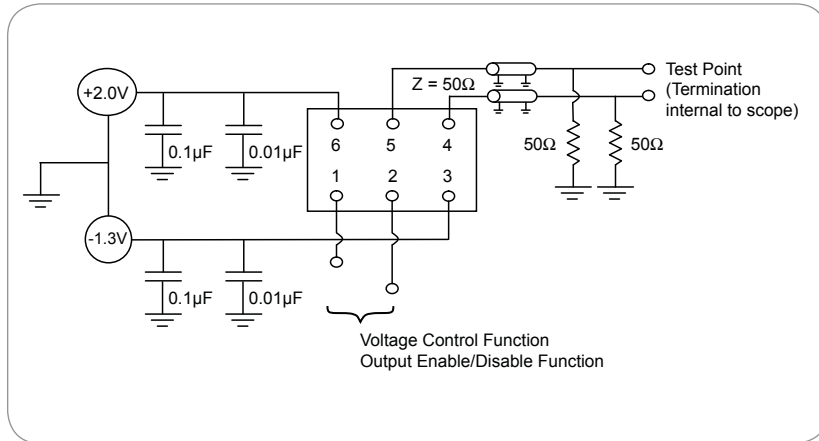 Z = 50Ω
Test Point
(Termination
internal to scope)
+2.0V
0.1µF
0.01µF
6 5 4
1 2 3
50Ω
50Ω
-1.3V
0.1µF
0.01µF
Voltage Control Function
Output Enable/Disable Function